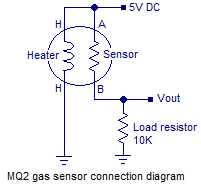 5V DC
H
A
Heater
Sensor
H
B
Vout
Load resistor
10K
MQ2 gas sensor connection diagram